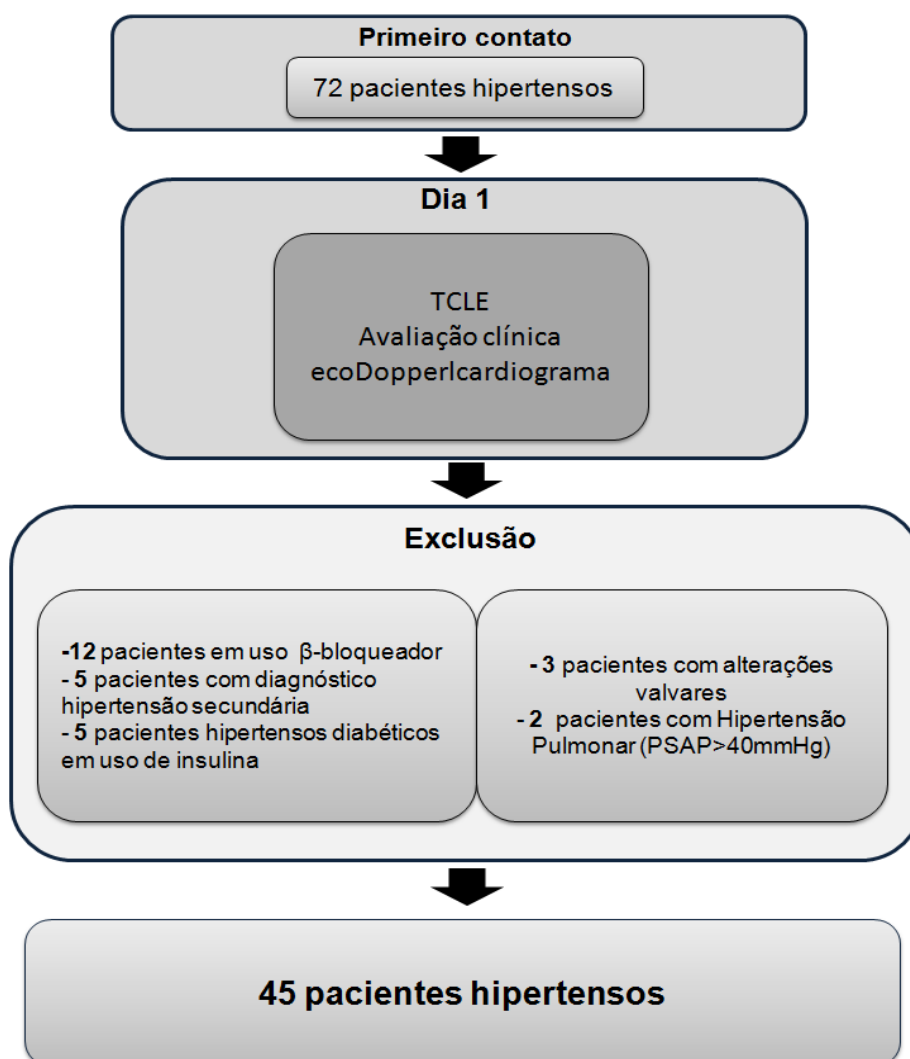 Primeiro contato
72 pacientes hipertensos
Dia 1
TCLE
Avaliação clínica
ecoDopperlcardiograma
Exclusão
-12 pacientes em uso β-bloqueador
- 5 pacientes com diagnóstico
hipertensão secundária
- 5 pacientes hipertensos diabéticos
em uso de insulina
- 3 pacientes com alterações
valvares
- 2 pacientes com Hipertensão
Pulmonar (PSAP>40mmHg)
45 pacientes hipertensos